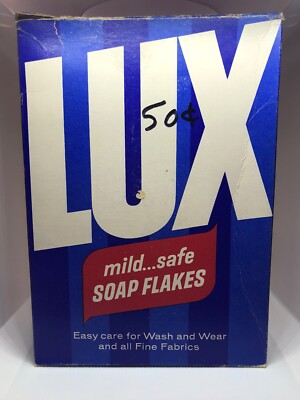 LUX
50¢
mild...safe
SOAP FLAKES
Easy care for Wash and Wear
and all Fine Fabrics